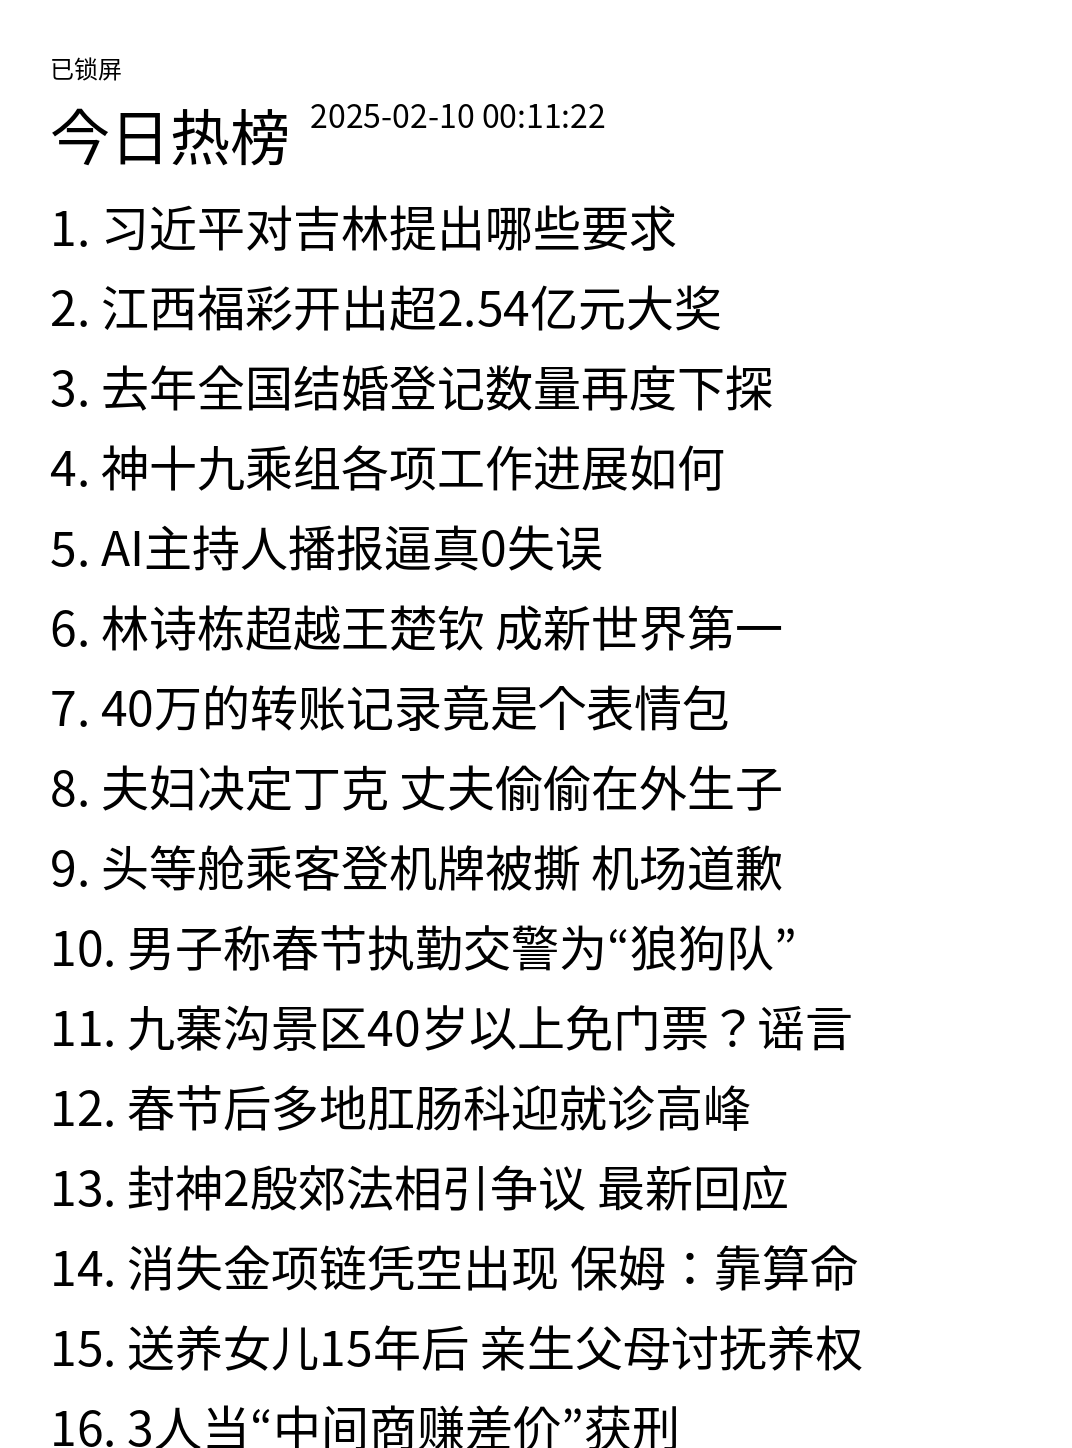 已锁屏
今日热榜 2025-02-10 00:11:22
1. 习近平对吉林提出哪些要求
2. 江西福彩开出超2.54亿元大奖
3. 去年全国结婚登记数量再度下探
4. 神十九乘组各项工作进展如何
5. AI主持人播报逼真0失误
6. 林诗栋超越王楚钦 成新世界第一
7. 40万的转账记录竟是个表情包
8. 夫妇决定丁克 丈夫偷偷在外生子
9. 头等舱乘客登机牌被撕 机场道歉
10. 男子称春节执勤交警为“狼狗队”
11. 九寨沟景区40岁以上免门票？谣言
12. 春节后多地肛肠科迎就诊高峰
13. 封神2殷郊法相引争议 最新回应
14. 消失金项链凭空出现 保姆：靠算命
15. 送养女儿15年后 亲生父母讨抚养权
16. 3人当“中间商赚差价”获刑